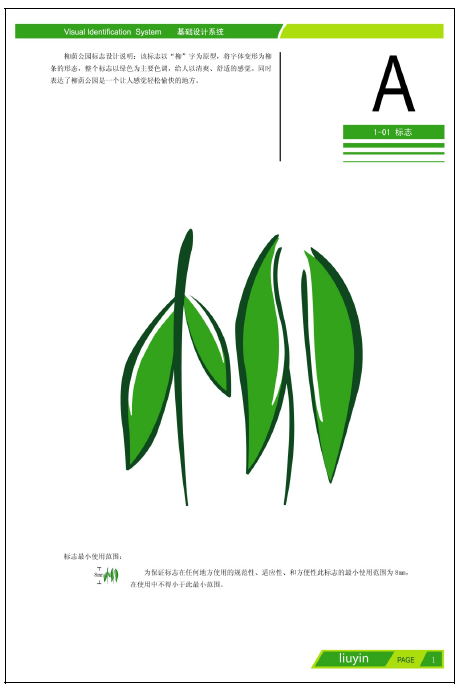 Visual Identification System 基础设计系统
柳荫公园标志设计说明：该标志以“柳”字为原型，将字体变形为柳
条的形态，整个标志以绿色为主要色调，给人以清爽、舒适的感觉，同时
表达了柳荫公园是一个让人感觉轻松愉快的地方。
A
1-01 标志
标志最小使用范围：
8mm
为保证标志在任何地方使用的规范性、适应性、和方便性此标志的最小使用范围为 8mm，
在使用中不得小于此最小范围。
liuyin PAGE 1